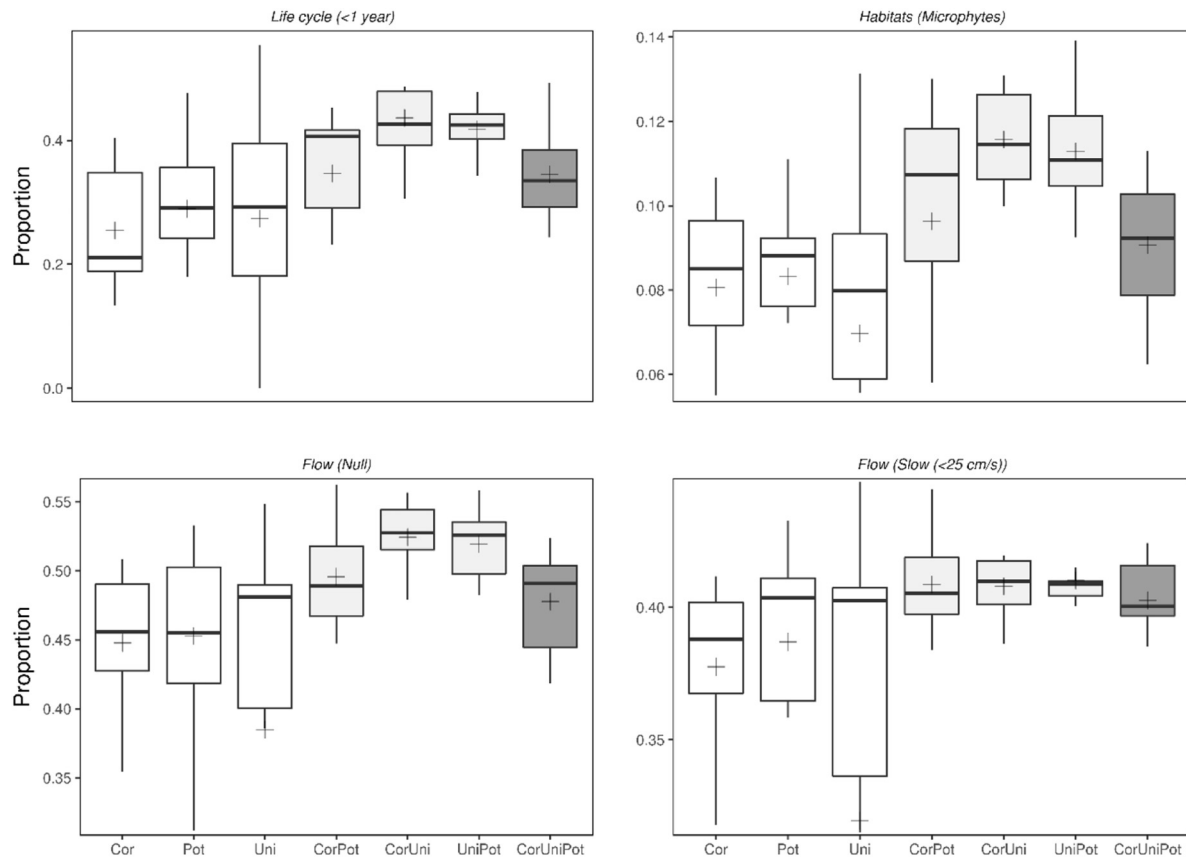 Life cycle (<1 year)
Habitats (Microphytes)
Proportion
0.4
0.2
0.0
0.14
0.12
0.10
0.08
0.06
Flow (Null)
Flow (Slow (<25 cm/s))
Proportion
0.55
0.50
0.45
0.40
0.35
0.40
0.35
Cor Pot Uni CorPot CorUni UniPot CorUniPot
Cor Pot Uni CorPot CorUni UniPot CorUniPot